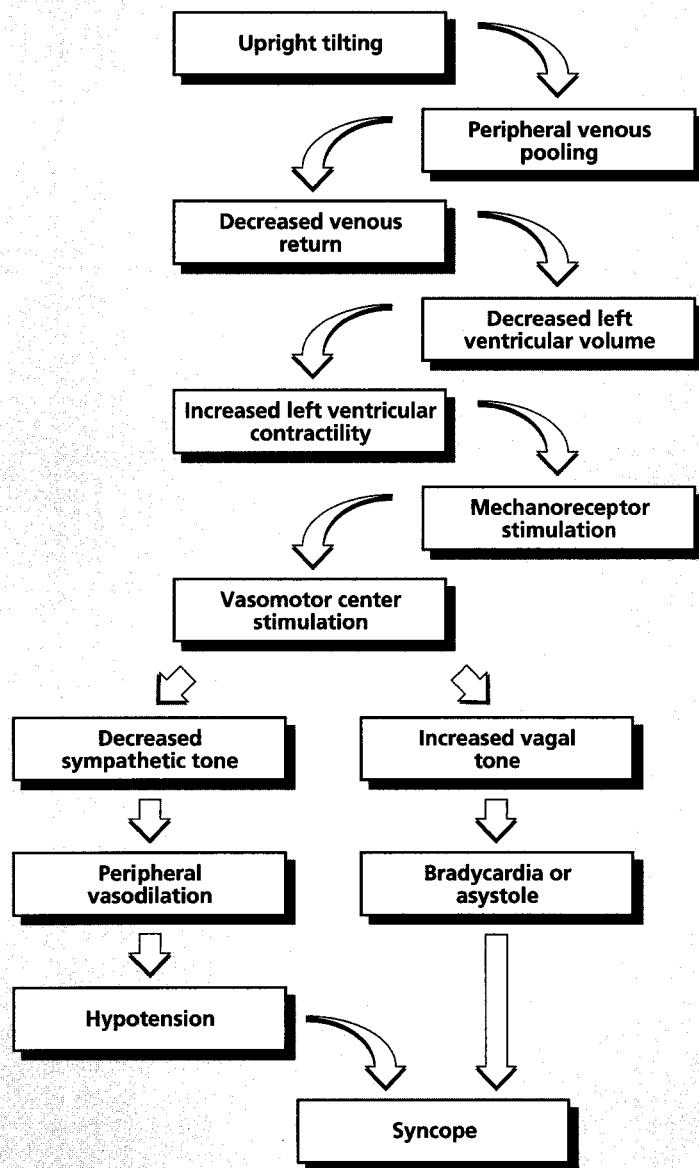 Upright tilting
Peripheral venous
pooling
Decreased venous
return
Decreased left
ventricular volume
Increased left ventricular
contractility
Mechanoreceptor
stimulation
Vasomotor center
stimulation
Decreased
sympathetic tone
Increased vagal
tone
Peripheral
vasodilation
Bradycardia or
asystole
Hypotension
Syncope